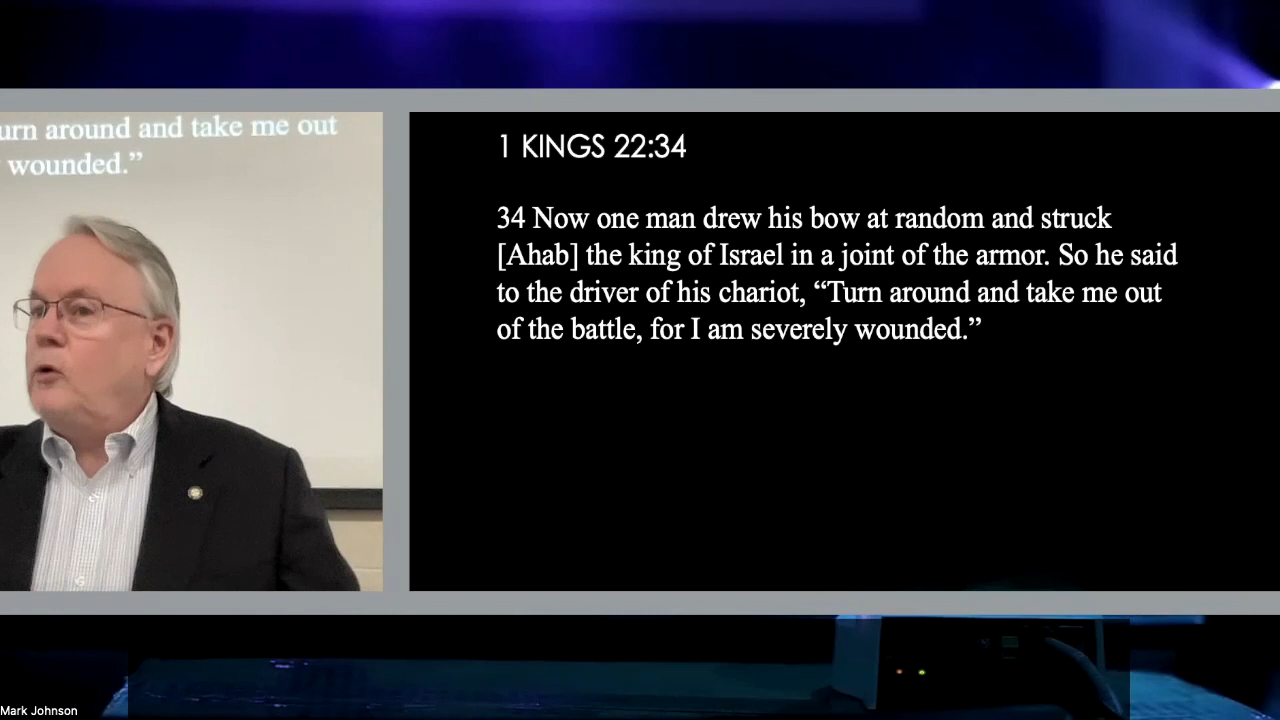 urn around and take me out
wounded.”
1 KINGS 22:34
34 Now one man drew his bow at random and struck
[Ahab] the king of Israel in a joint of the armor. So he said
to the driver of his chariot, “Turn around and take me out
of the battle, for I am severely wounded.”
Mark Johnson